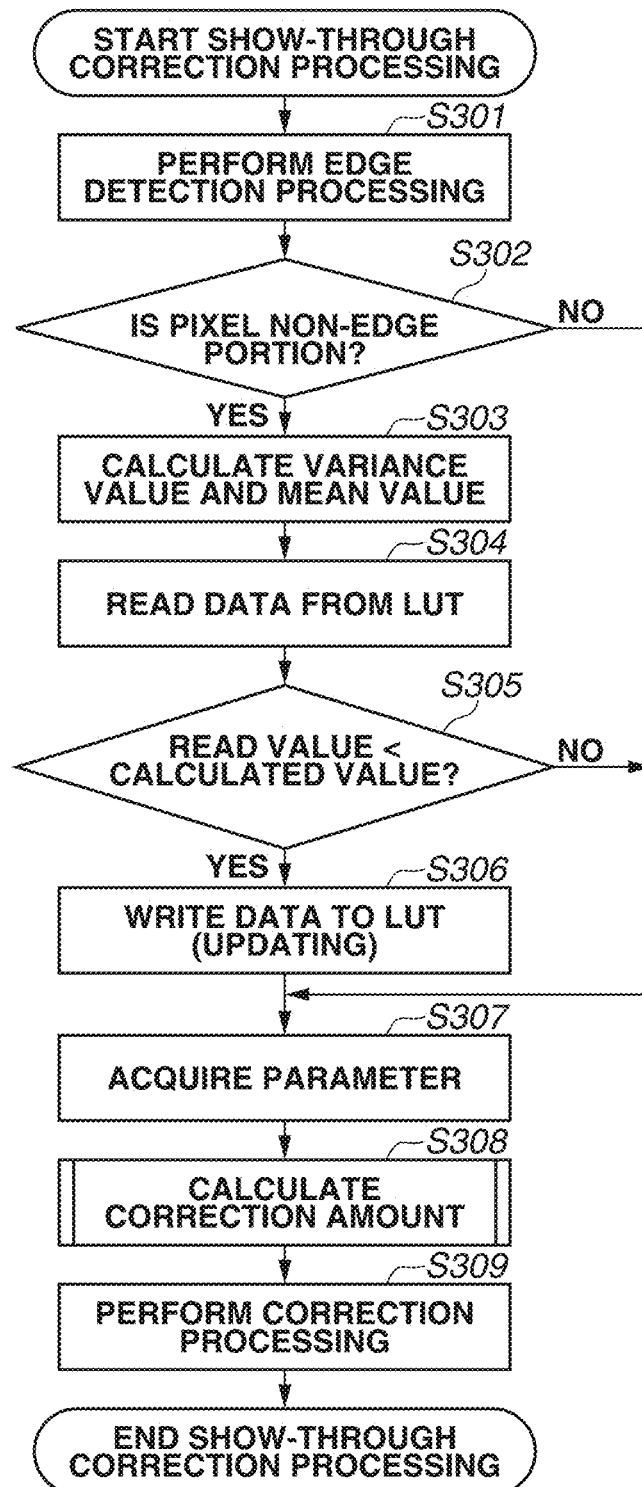 START SHOW-THROUGH
CORRECTION PROCESSING
S301
PERFORM EDGE
DETECTION PROCESSING
S302
IS PIXEL NON-EDGE
PORTION?
NO
YES
S303
CALCULATE VARIANCE
VALUE AND MEAN VALUE
S304
READ DATA FROM LUT
S305
READ VALUE <
CALCULATED VALUE?
NO
YES
S306
WRITE DATA TO LUT
(UPDATING)
S307
ACQUIRE PARAMETER
S308
CALCULATE
CORRECTION AMOUNT
S309
PERFORM CORRECTION
PROCESSING
END SHOW-THROUGH
CORRECTION PROCESSING